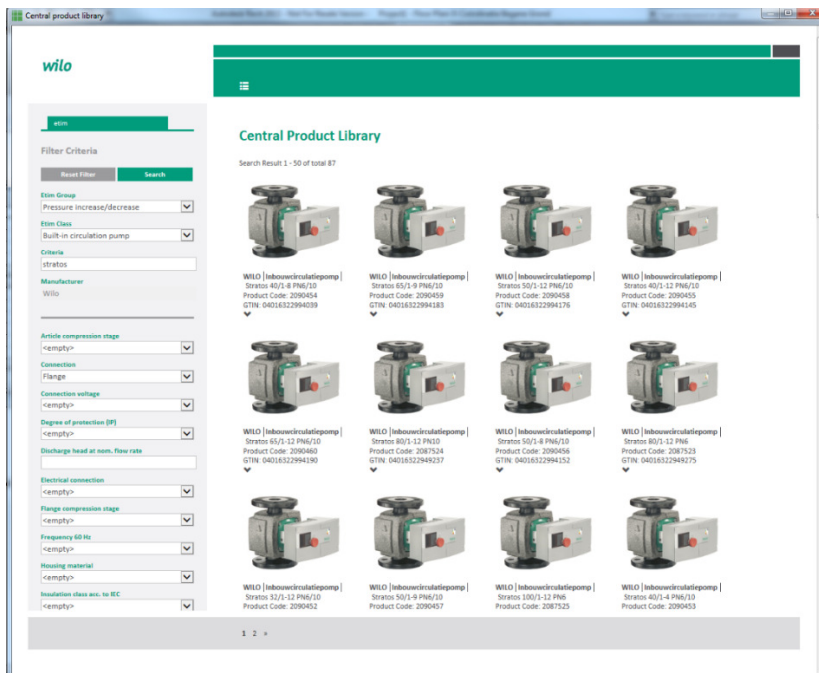 Central product library
wilo
etim
Filter Criteria
Reset Filter
Search
Etim Group
Pressure increase/decrease
Etim Class
Built-in circulation pump
Criteria
stratos
Manufacturer
Wilo
Article compression stage
<empty>
Connection
Flange
Connection voltage
<empty>
Degree of protection (IP)
<empty>
Discharge head at nom. flow rate
Electrical connection
<empty>
Flange compression stage
<empty>
Frequency 60 Hz
<empty>
Housing material
<empty>
Insulation class acc. to IEC
<empty>
Central Product Library
Search Result 1 - 50 of total 87
WILO | Inbouwcirculatiepomp |
Stratos 40/1-8 PN6/10
Product Code: 2090454
GTIN: 04016322994039
WILO | Inbouwcirculatiepomp |
Stratos 65/1-9 PN6/10
Product Code: 2090459
GTIN: 04016322994183
WILO | Inbouwcirculatiepomp |
Stratos 50/1-12 PN6/10
Product Code: 2090458
GTIN: 04016322994176
WILO | Inbouwcirculatiepomp |
Stratos 40/1-12 PN6/10
Product Code: 2090455
GTIN: 04016322994145
WILO | Inbouwcirculatiepomp |
Stratos 65/1-12 PN6/10
Product Code: 2090460
GTIN: 04016322994190
WILO | Inbouwcirculatiepomp |
Stratos 80/1-12 PN10
Product Code: 2087524
GTIN: 04016322949237
WILO | Inbouwcirculatiepomp |
Stratos 50/1-8 PN6/10
Product Code: 2090456
GTIN: 04016322994152
WILO | Inbouwcirculatiepomp |
Stratos 80/1-12 PN6
Product Code: 2087523
GTIN: 04016322949275
WILO | Inbouwcirculatiepomp |
Stratos 32/1-12 PN6/10
Product Code: 2090452
WILO | Inbouwcirculatiepomp |
Stratos 50/1-9 PN6/10
Product Code: 2090457
WILO | Inbouwcirculatiepomp |
Stratos 100/1-12 PN6
Product Code: 2087525
WILO | Inbouwcirculatiepomp |
Stratos 40/1-4 PN6/10
Product Code: 2090453
1 2 »